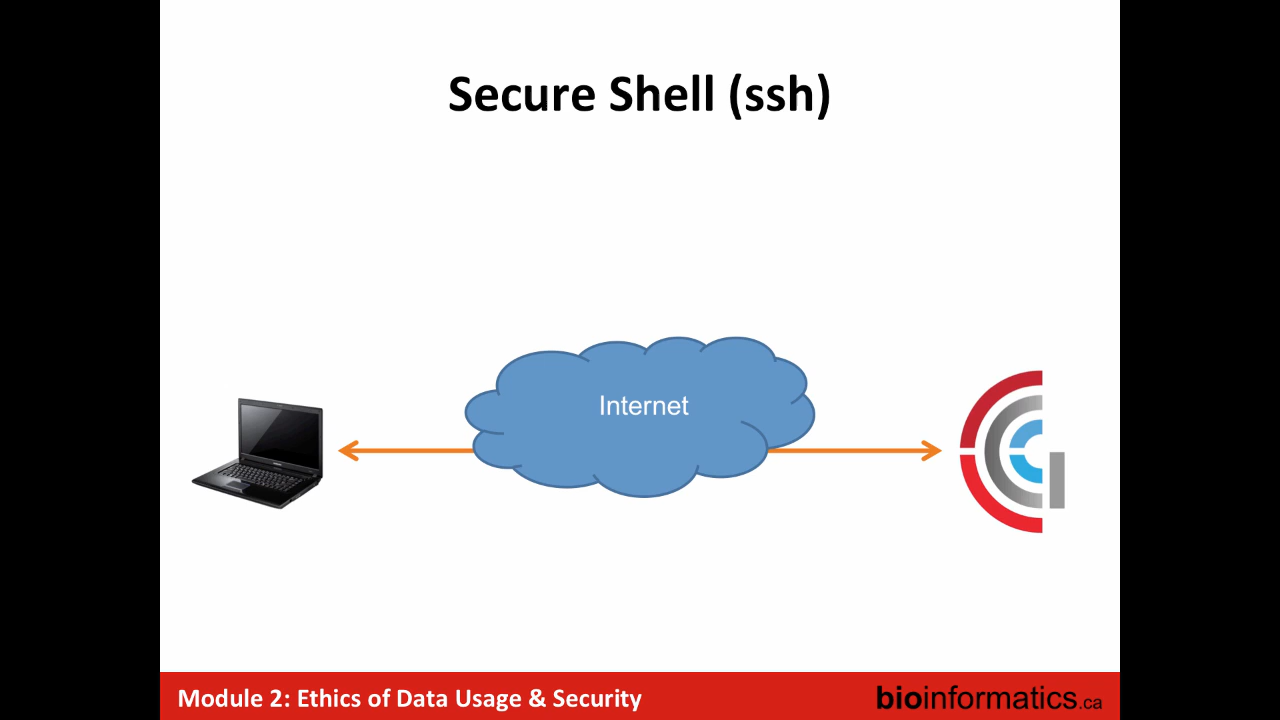 Secure Shell (ssh)
Internet
Module 2: Ethics of Data Usage & Security
bioinformatics.ca